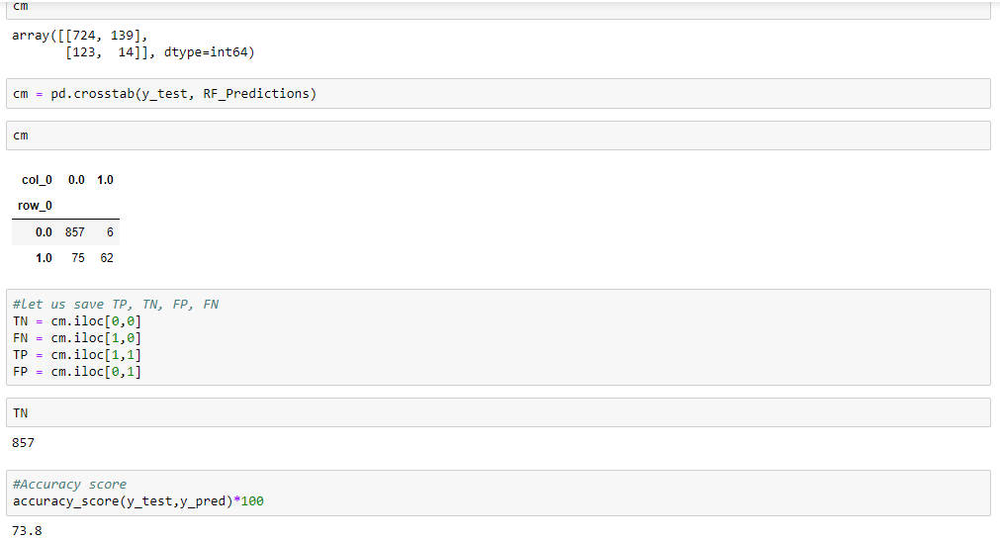 cm
array([[724, 139],
       [123,  14]], dtype=int64)
cm = pd.crosstab(y_test, RF_Predictions)
cm
col_0 0.0 1.0
row_0
0.0 857 6
1.0 75 62
#let us save TP, TN, FP, FN
TN = cm.iloc[0,0]
FN = cm.iloc[1,0]
TP = cm.iloc[1,1]
FP = cm.iloc[0,1]
TN
857
#Accuracy score
accuracy_score(y_test,y_pred)*100
73.8